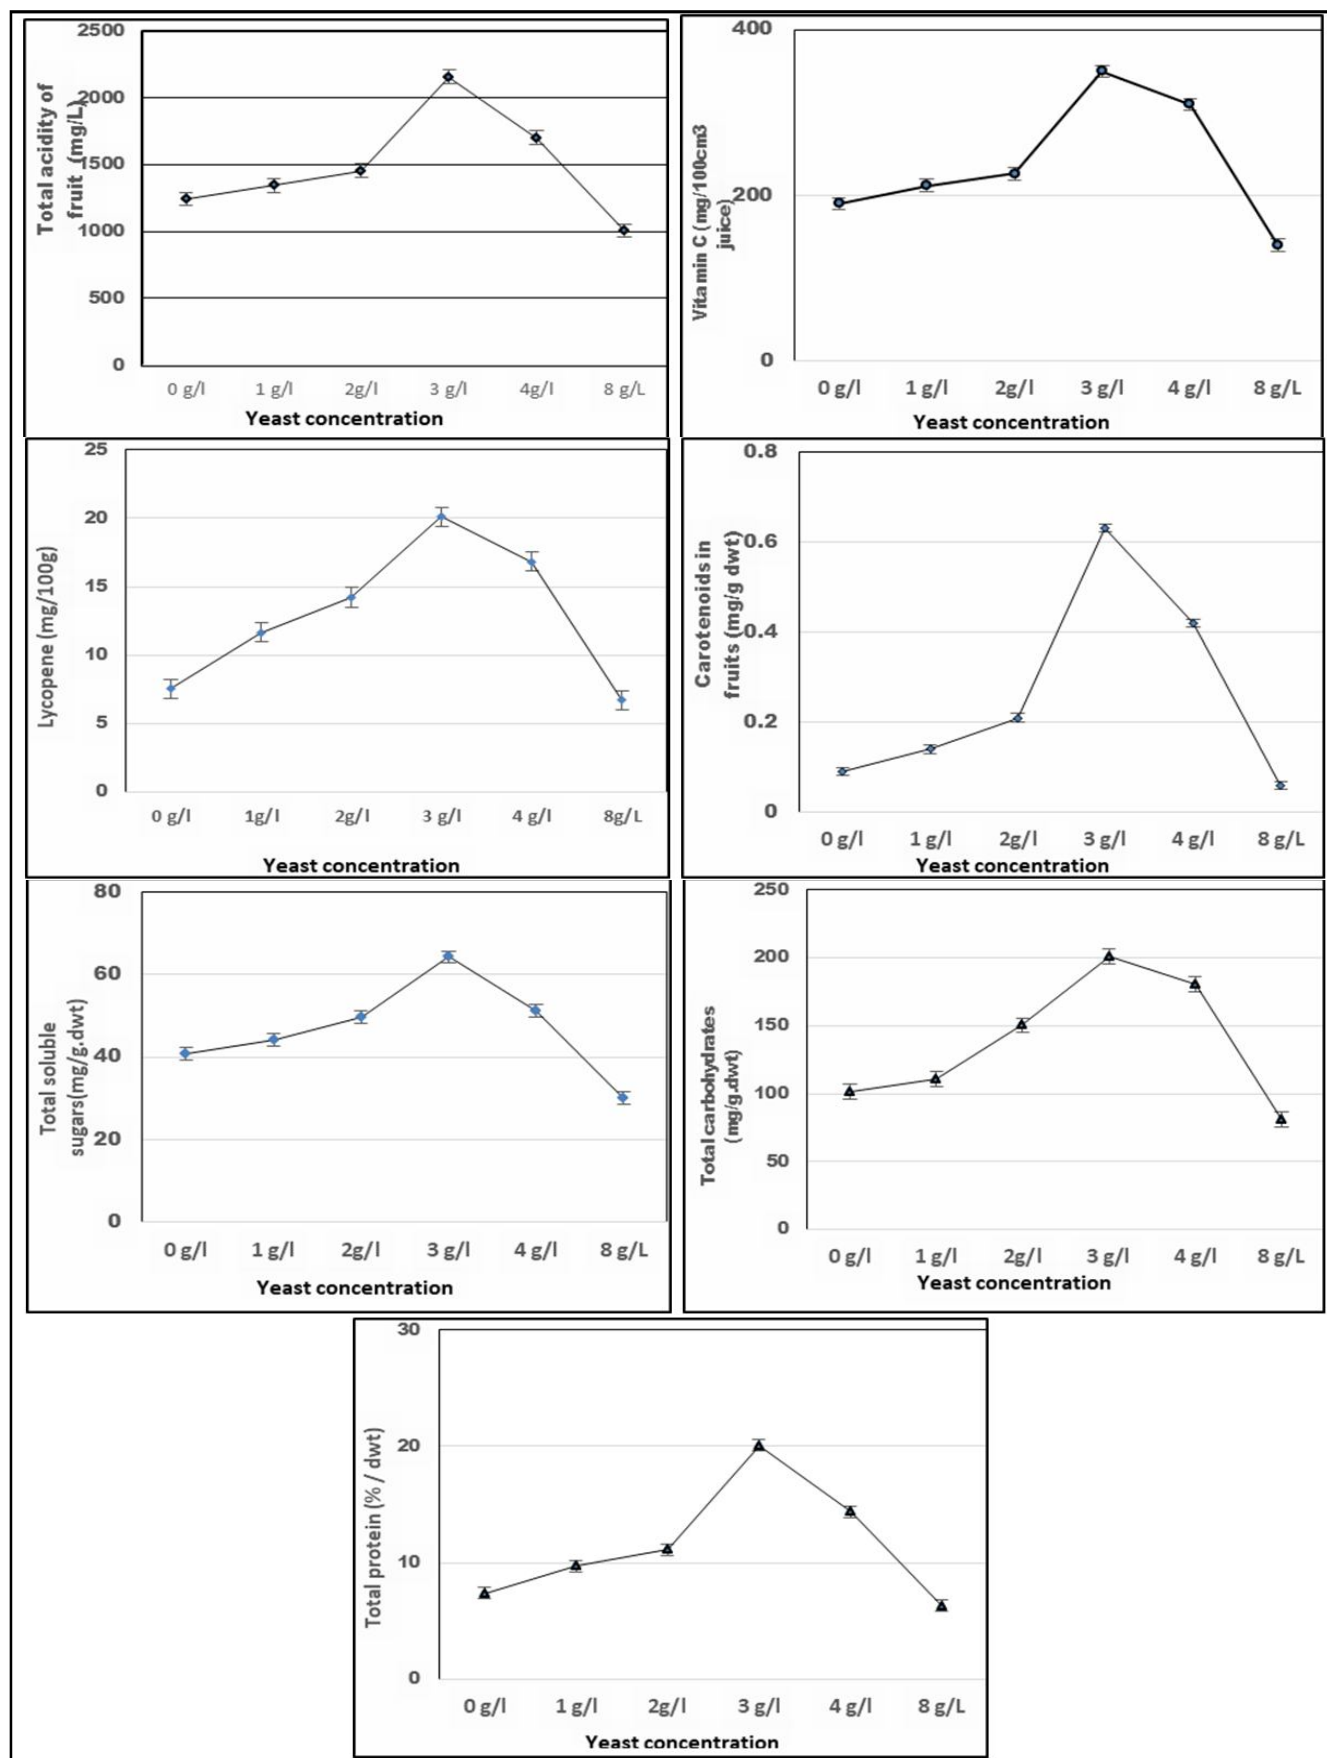 2500
2000
1500
1000
500
0
Total acidity of
fruit (mg/L)
0 g/l 1 g/l 2g/l 3 g/l 4g/l 8 g/L
Yeast concentration
400
200
0
Vitamin C (mg/100cm3
juice)
0 g/l 1 g/l 2g/l 3 g/l 4 g/l 8 g/L
Yeast concentration
25
20
15
10
5
0
Lycopene (mg/100g)
0 g/l 1g/l 2g/l 3 g/l 4 g/l 8g/L
Yeast concentration
0.8
0.6
0.4
0.2
0
Carotenoids in
fruits (mg/g dwt)
0 g/l 1 g/l 2g/l 3 g/l 4 g/l 8 g/L
Yeast concentration
80
60
40
20
0
Total soluble
sugars(mg/g.dwt)
0 g/l 1 g/l 2g/l 3 g/l 4 g/l 8 g/L
Yeast concentration
250
200
150
100
50
0
Total carbohydrates
(mg/g.dwt)
0 g/l 1 g/l 2g/l 3 g/l 4 g/l 8 g/L
Yeast concentration
30
20
10
0
Total protein (% / dwt)
0 g/l 1 g/l 2g/l 3 g/l 4 g/l 8 g/L
Yeast concentration